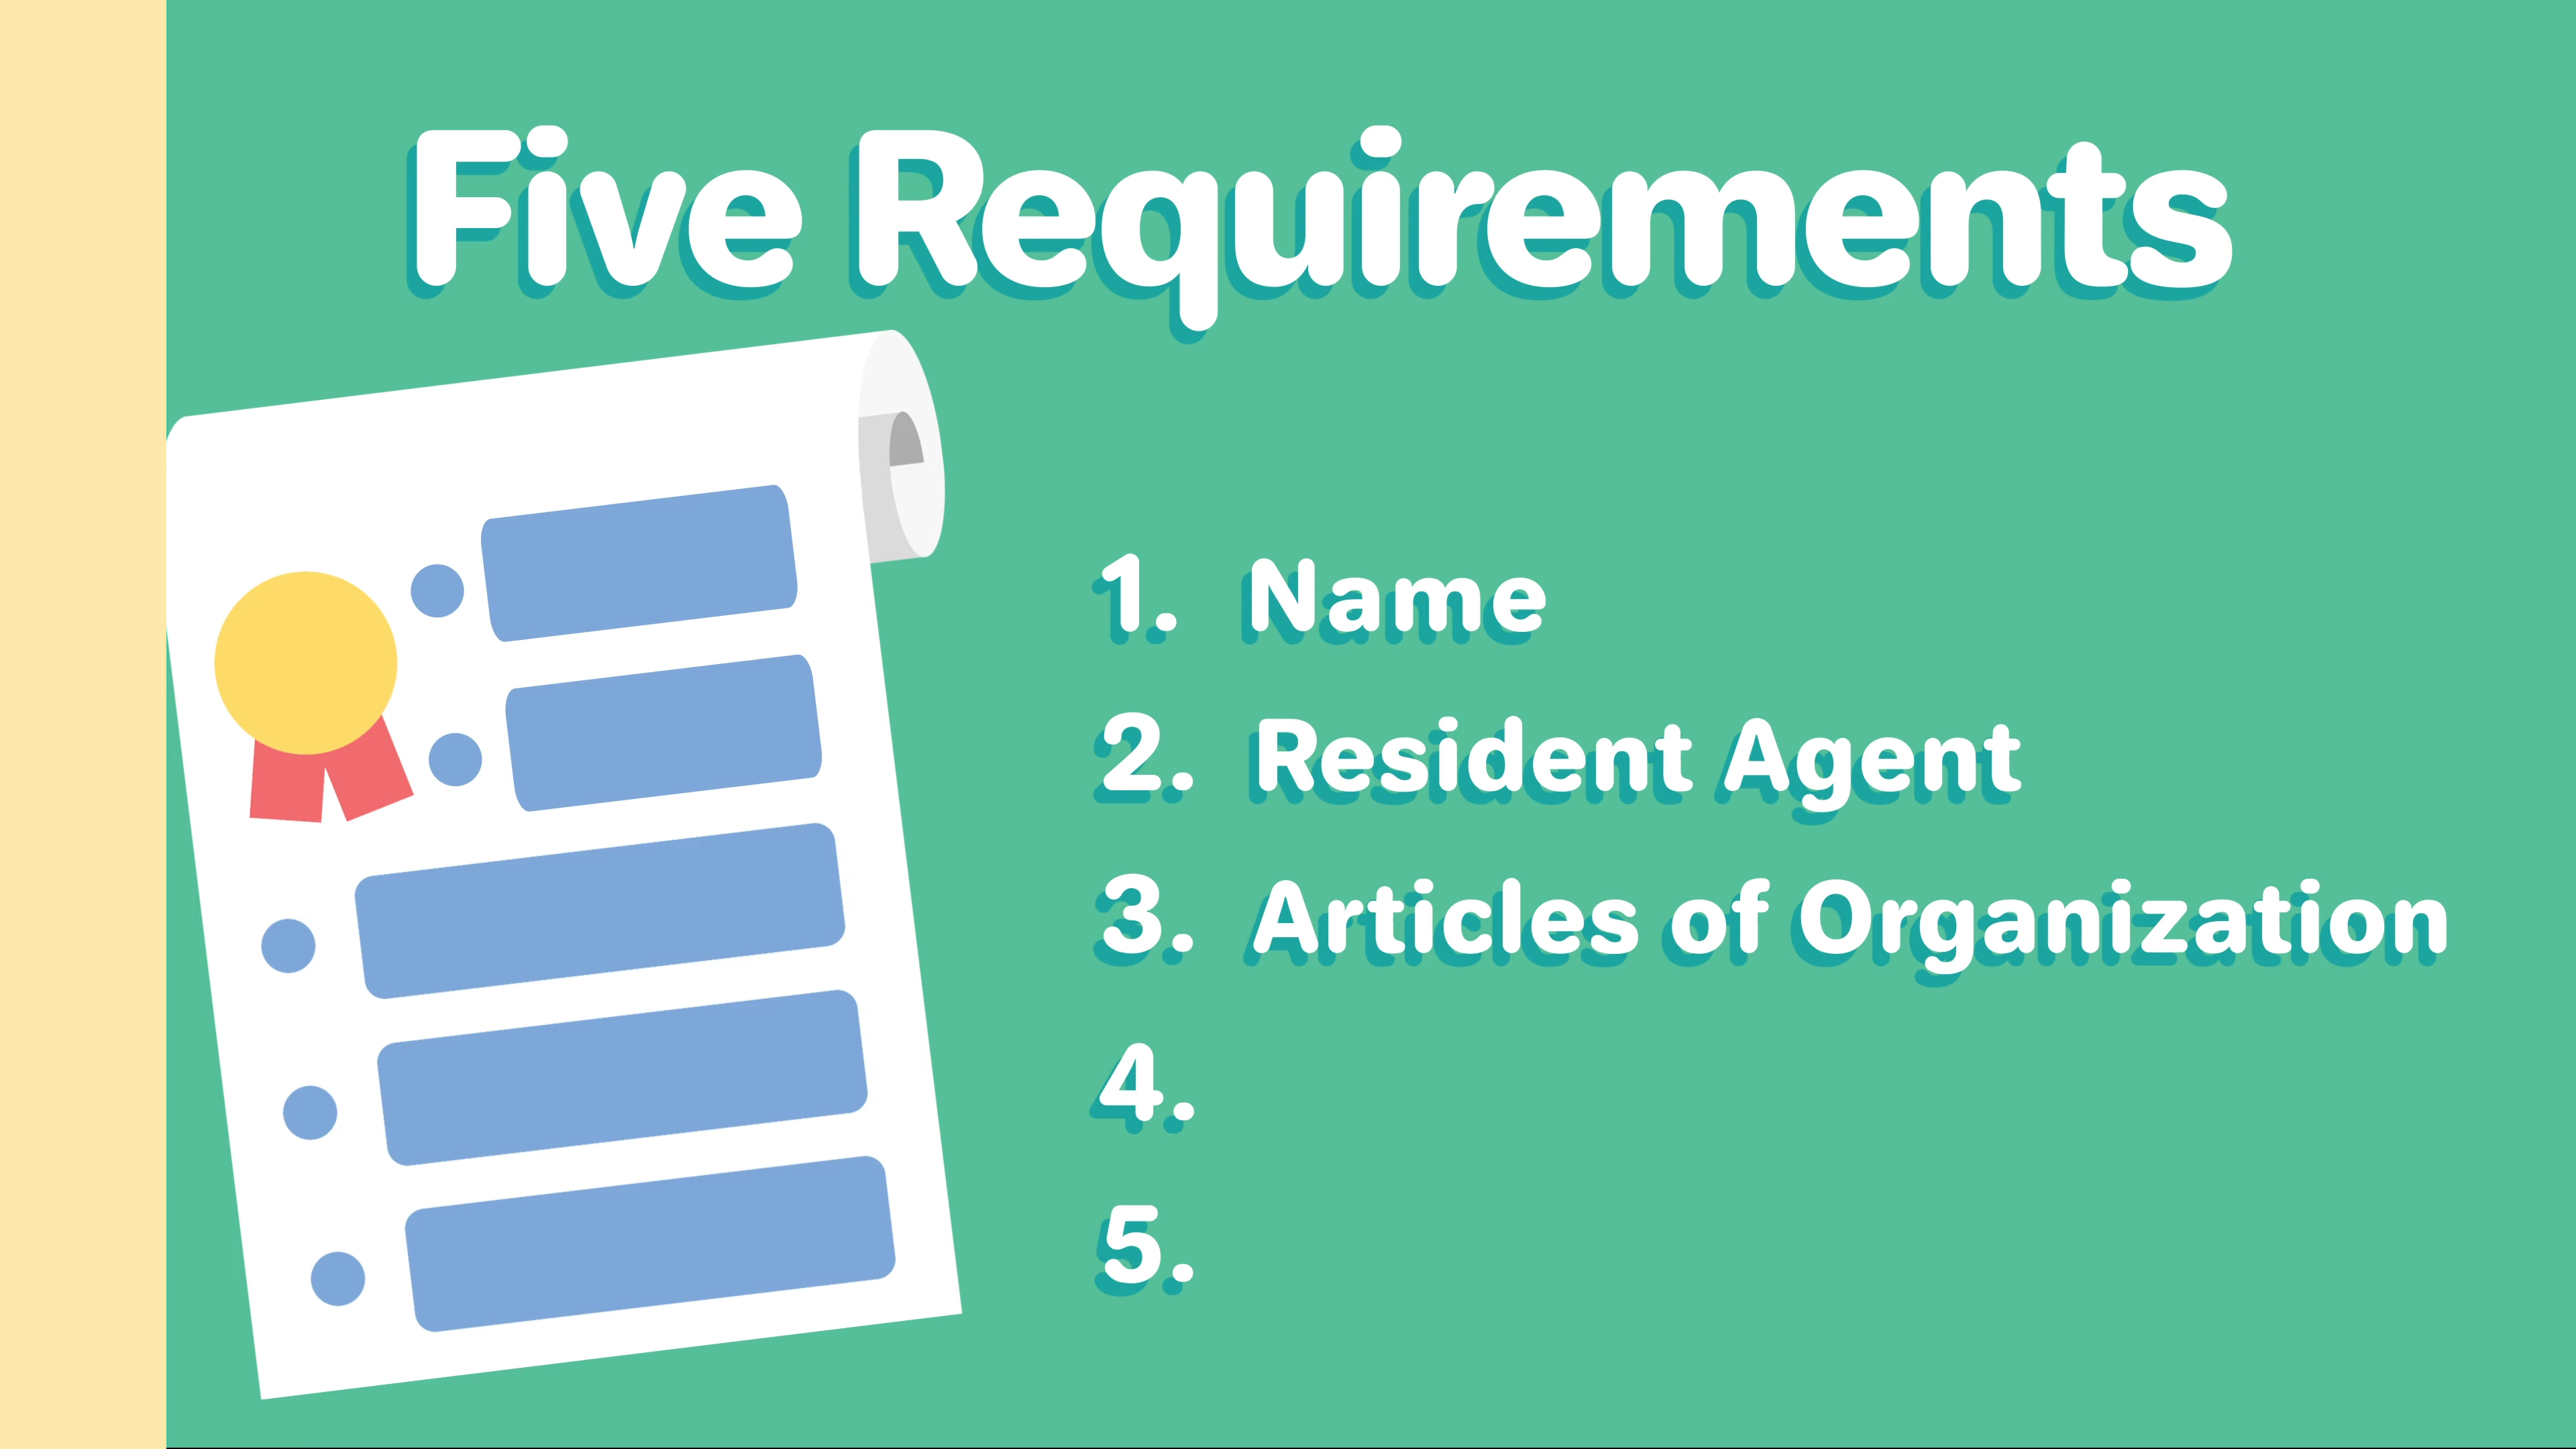 Five Requirements
1. Name
2. Resident Agent
3. Articles of Organization
4.
5.